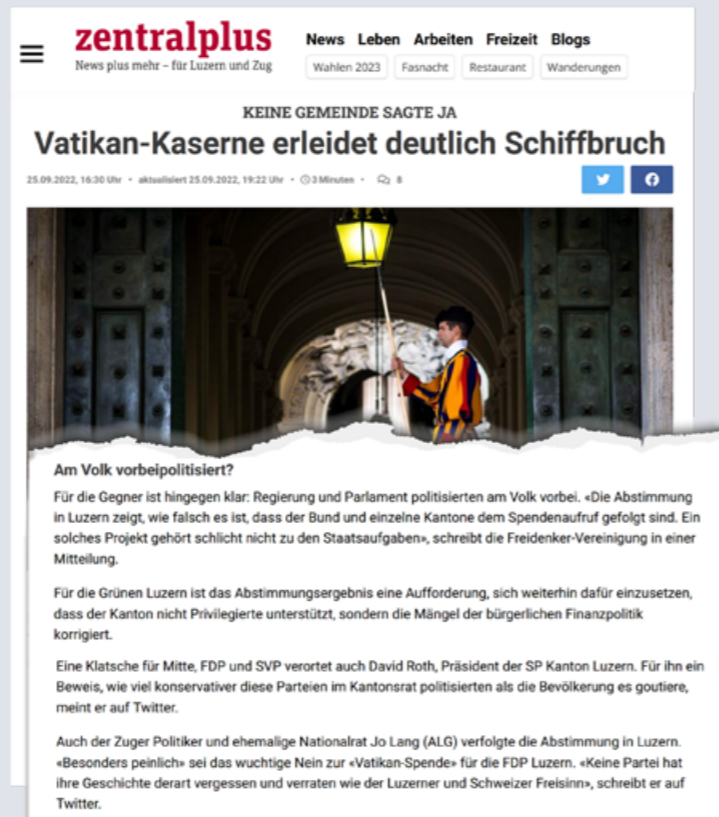 zentralplus
News plus mehr – für Luzern und Zug
News Leben Arbeiten Freizeit Blogs
Wahlen 2023 Fasnacht Restaurant Wanderungen
KEINE GEMEINDE SAGTE JA
Vatikan-Kaserne erleidet deutlich Schiffbruch
25.09.2022, 16:30 Uhr • aktualisiert 25.09.2022, 19:22 Uhr • 3 Minuten • 8
Am Volk vorbeipolitisiert?
Für die Gegner ist hingegen klar: Regierung und Parlament politisierten am Volk vorbei. «Die Abstimmung
in Luzern zeigt, wie falsch es ist, dass der Bund und einzelne Kantone dem Spendenaufruf gefolgt sind. Ein
solches Projekt gehört schlicht nicht zu den Staatsaufgaben», schreibt die Freidenker-Vereinigung in einer
Mitteilung.
Für die Grünen Luzern ist das Abstimmungsergebnis eine Aufforderung, sich weiterhin dafür einzusetzen,
dass der Kanton nicht Privilegierte unterstützt, sondern die Mängel der bürgerlichen Finanzpolitik
korrigiert.
Eine Klatsche für Mitte, FDP und SVP verortet auch David Roth, Präsident der SP Kanton Luzern. Für ihn ein
Beweis, wie viel konservativer diese Parteien im Kantonsrat politisierten als die Bevölkerung es goutiere,
meint er auf Twitter.
Auch der Zuger Politiker und ehemalige Nationalrat Jo Lang (ALG) verfolgte die Abstimmung in Luzern.
«Besonders peinlich» sei das wuchtige Nein zur «Vatikan-Spende» für die FDP Luzern. «Keine Partei hat
ihre Geschichte derart vergessen und verraten wie der Luzerner und Schweizer Freisinn», schreibt er auf
Twitter.